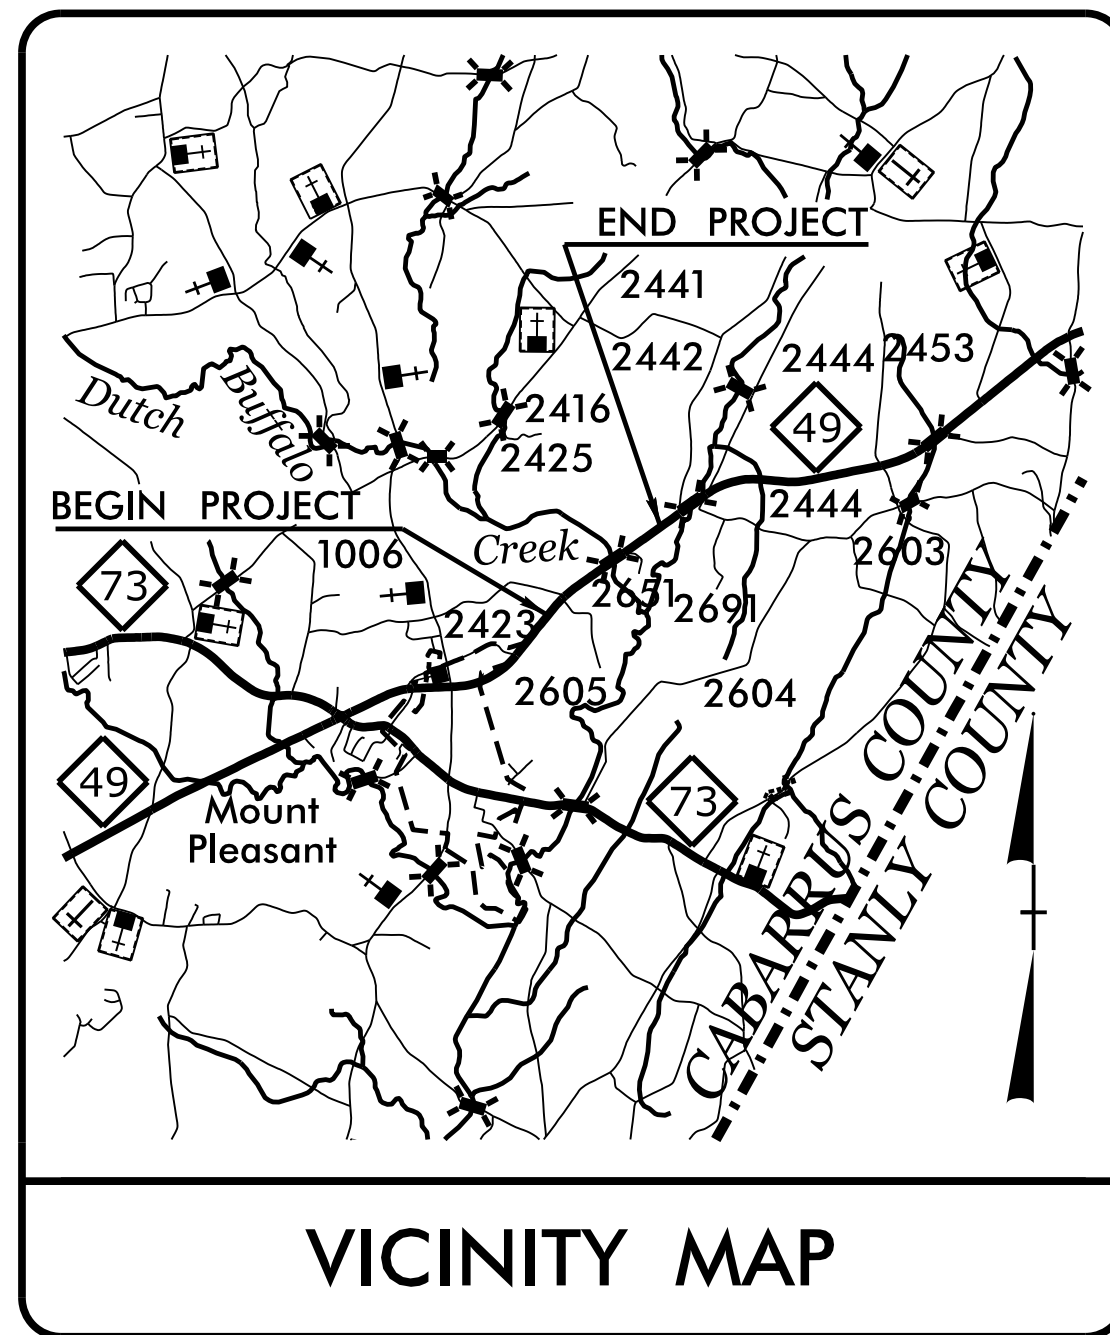 END PROJECT
2441
2442
2444
2453
Dutch
Buffalo
2416
49
2425
BEGIN PROJECT
2444
1006
Creek
2603
73
2651
2691
2423
2605
2604
49
73
Mount
Pleasant
CABARRUS COUNTY
STANLY COUNTY
VICINITY MAP